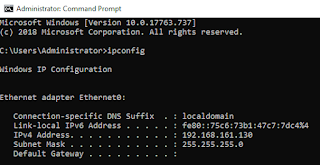 Administrator: Command Prompt
Microsoft Windows [Version 10.0.17763.737]
(c) 2018 Microsoft Corporation. All rights reserved.
C:\Users\Administrator>ipconfig
Windows IP Configuration
Ethernet adapter Ethernet0:
Connection-specific DNS Suffix . : localdomain
Link-local IPv6 Address . . . . . : fe80::75c6:73b1:47c7:7dc4%4
IPv4 Address. . . . . . . . . . . : 192.168.161.130
Subnet Mask . . . . . . . . . . . : 255.255.255.0
Default Gateway . . . . . . . . . :